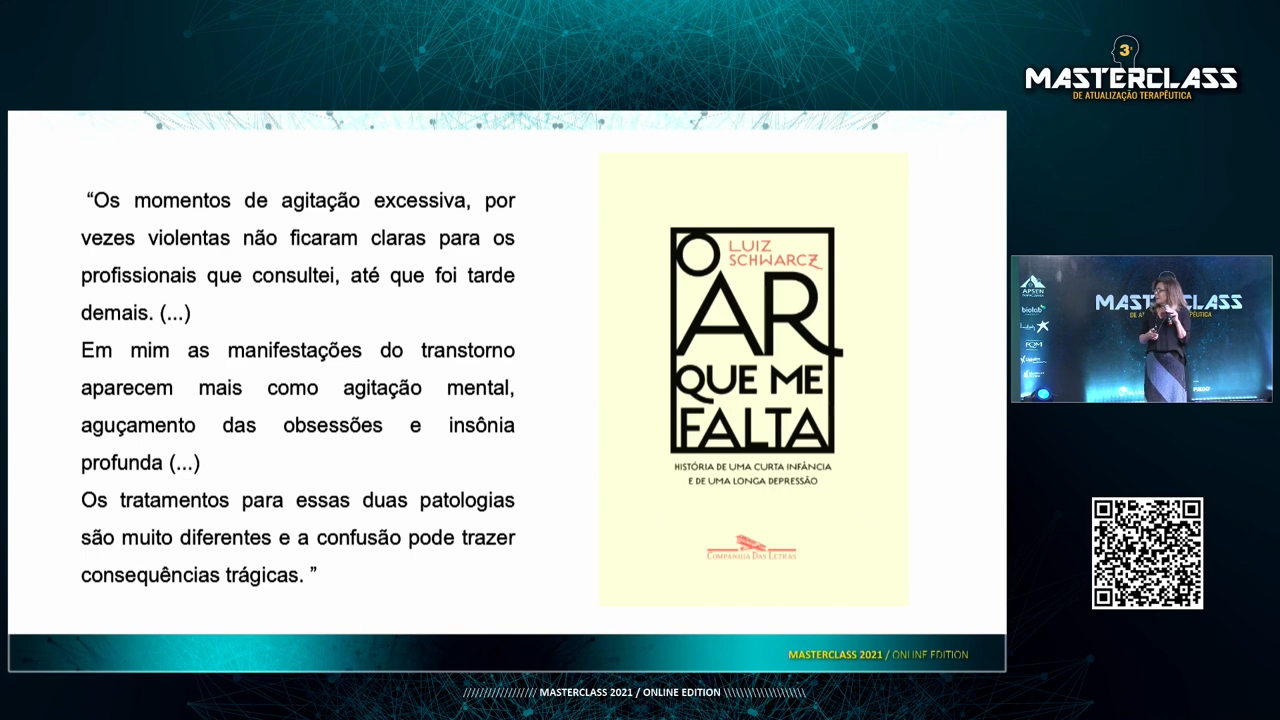 3ª
MASTERCLASS
DE ATUALIZAÇÃO TERAPÊUTICA
“Os momentos de agitação excessiva, por
vezes violentas não ficaram claras para os
profissionais que consultei, até que foi tarde
demais. (...)
Em mim as manifestações do transtorno
aparecem mais como agitação mental,
aguçamento das obsessões e insônia
profunda (...)
Os tratamentos para essas duas patologias
são muito diferentes e a confusão pode trazer
consequências trágicas. ”
LUIZ
SCHWARCZ
O
AR
QUE ME
FALTA
HISTÓRIA DE UMA CURTA INFÂNCIA
E DE UMA LONGA DEPRESSÃO
COMPANHIA DAS LETRAS
APSEN
biolab
FQM
MASTERCLASS
MASTERCLASS 2021 / ONLINE EDITION
////////////////// MASTERCLASS 2021 / ONLINE EDITION \\\\\\\\\\\\\\\\\\\\